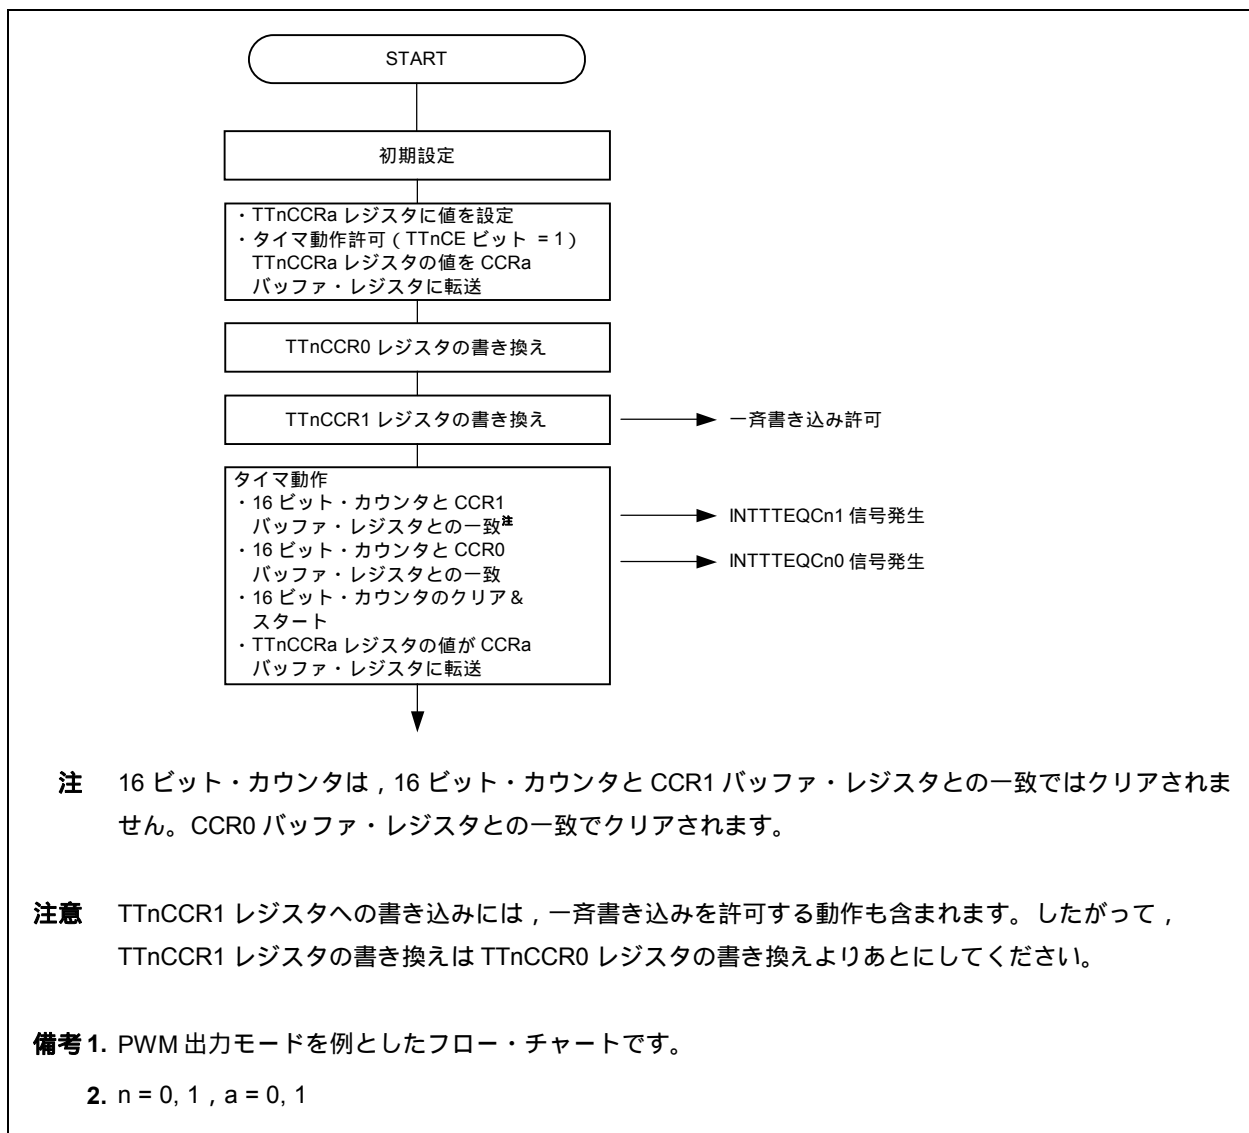 START
初期設定
・TTnCCRa レジスタに値を設定
・タイマ動作許可（TTnCE ビット = 1）
TTnCCRa レジスタの値を CCRa
バッファ・レジスタに転送
TTnCCR0 レジスタの書き換え
TTnCCR1 レジスタの書き換え
一斉書き込み許可
タイマ動作
・16 ビット・カウンタと CCR1
バッファ・レジスタとの一致注
・16 ビット・カウンタと CCR0
バッファ・レジスタとの一致
・16 ビット・カウンタのクリア＆
スタート
・TTnCCRa レジスタの値が CCRa
バッファ・レジスタに転送
INTTTEQCn1 信号発生
INTTTEQCn0 信号発生
注 16 ビット・カウンタは，16 ビット・カウンタと CCR1 バッファ・レジスタとの一致ではクリアされま
せん。CCR0 バッファ・レジスタとの一致でクリアされます。
注意 TTnCCR1 レジスタへの書き込みには，一斉書き込みを許可する動作も含まれます。したがって，
TTnCCR1 レジスタの書き換えは TTnCCR0 レジスタの書き換えよりあとにしてください。
備考 1. PWM 出力モードを例としたフロー・チャートです。
2. n = 0, 1，a = 0, 1